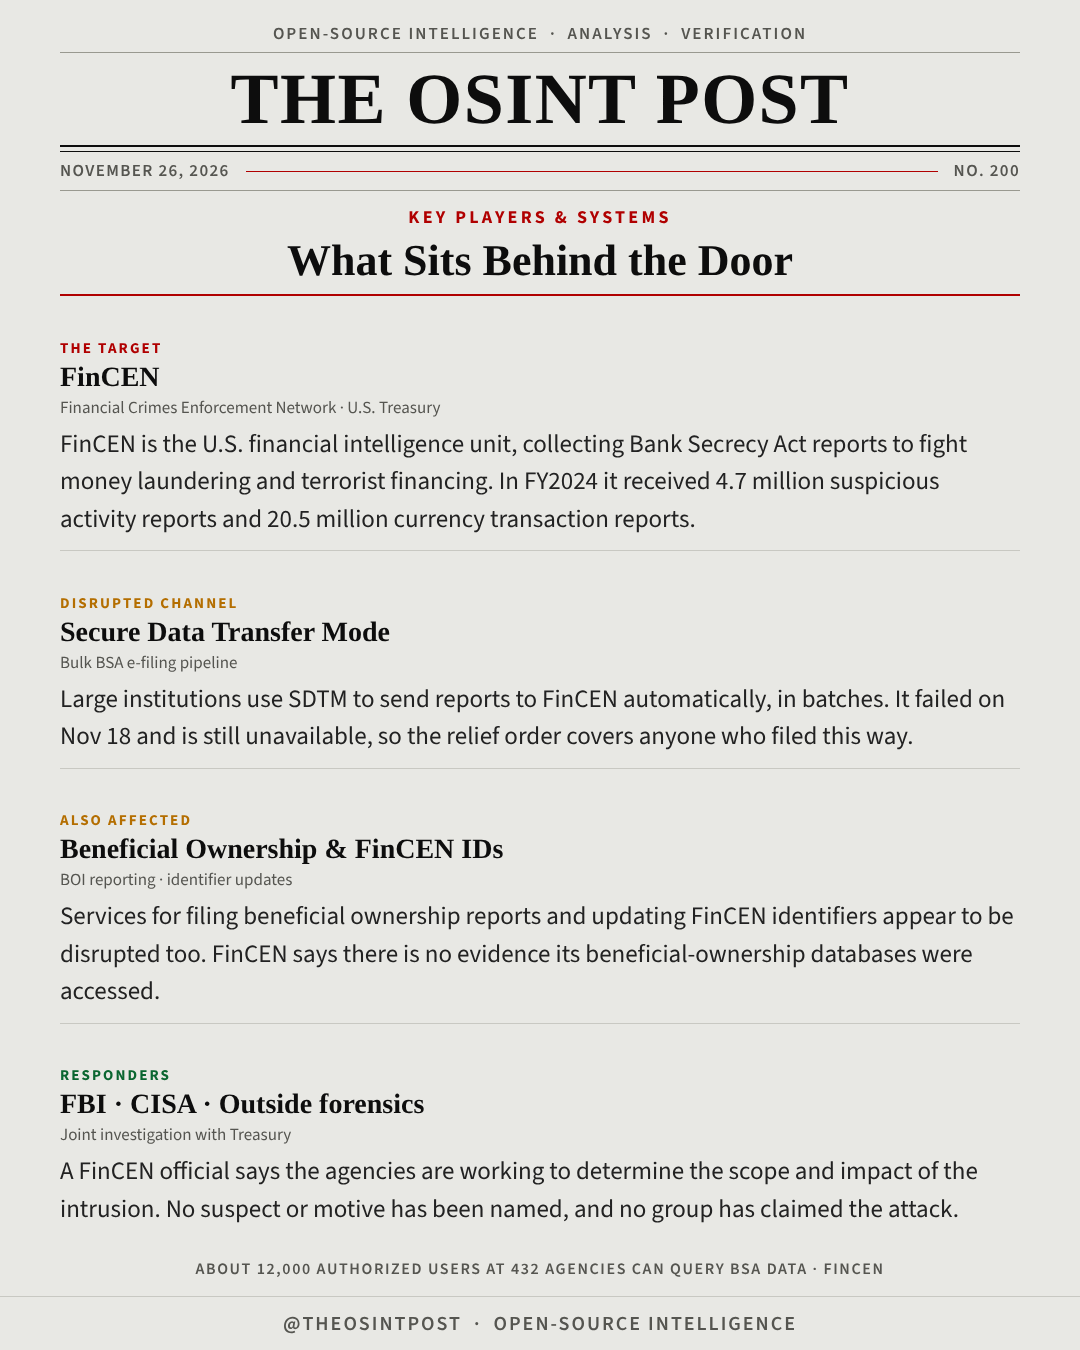 OPEN-SOURCE INTELLIGENCE · ANALYSIS · VERIFICATION
THE OSINT POST
NOVEMBER 26, 2026
NO. 200
KEY PLAYERS & SYSTEMS
What Sits Behind the Door
THE TARGET
FinCEN
Financial Crimes Enforcement Network · U.S. Treasury
FinCEN is the U.S. financial intelligence unit, collecting Bank Secrecy Act reports to fight
money laundering and terrorist financing. In FY2024 it received 4.7 million suspicious
activity reports and 20.5 million currency transaction reports.
DISRUPTED CHANNEL
Secure Data Transfer Mode
Bulk BSA e-filing pipeline
Large institutions use SDTM to send reports to FinCEN automatically, in batches. It failed on
Nov 18 and is still unavailable, so the relief order covers anyone who filed this way.
ALSO AFFECTED
Beneficial Ownership & FinCEN IDs
BOI reporting · identifier updates
Services for filing beneficial ownership reports and updating FinCEN identifiers appear to be
disrupted too. FinCEN says there is no evidence its beneficial-ownership databases were
accessed.
RESPONDERS
FBI · CISA · Outside forensics
Joint investigation with Treasury
A FinCEN official says the agencies are working to determine the scope and impact of the
intrusion. No suspect or motive has been named, and no group has claimed the attack.
ABOUT 12,000 AUTHORIZED USERS AT 432 AGENCIES CAN QUERY BSA DATA · FINCEN
@THEOSINTPOST · OPEN-SOURCE INTELLIGENCE